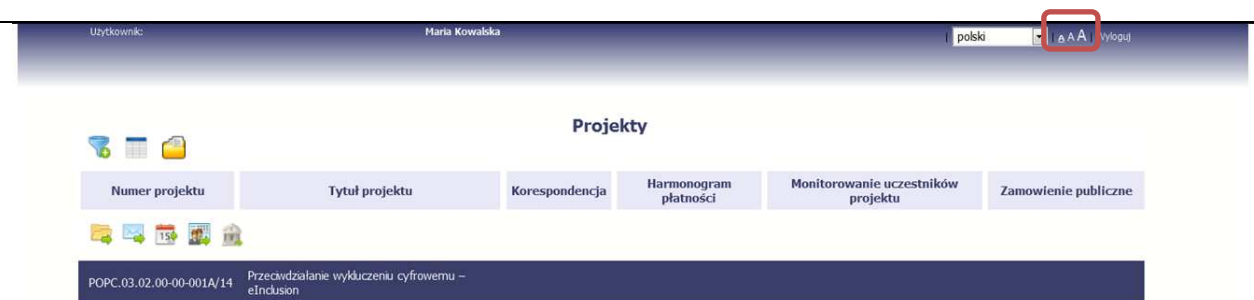 Użytkownik: Maria Kowalska | polski | A A A | Wyloguj
Projekty
Numer projektu Tytuł projektu Korespondencja Harmonogram płatności Monitorowanie uczestników projektu Zamowienie publiczne
15
POPC.03.02.00-00-001A/14 Przeciwdziałanie wykluczeniu cyfrowemu –
eInclusion